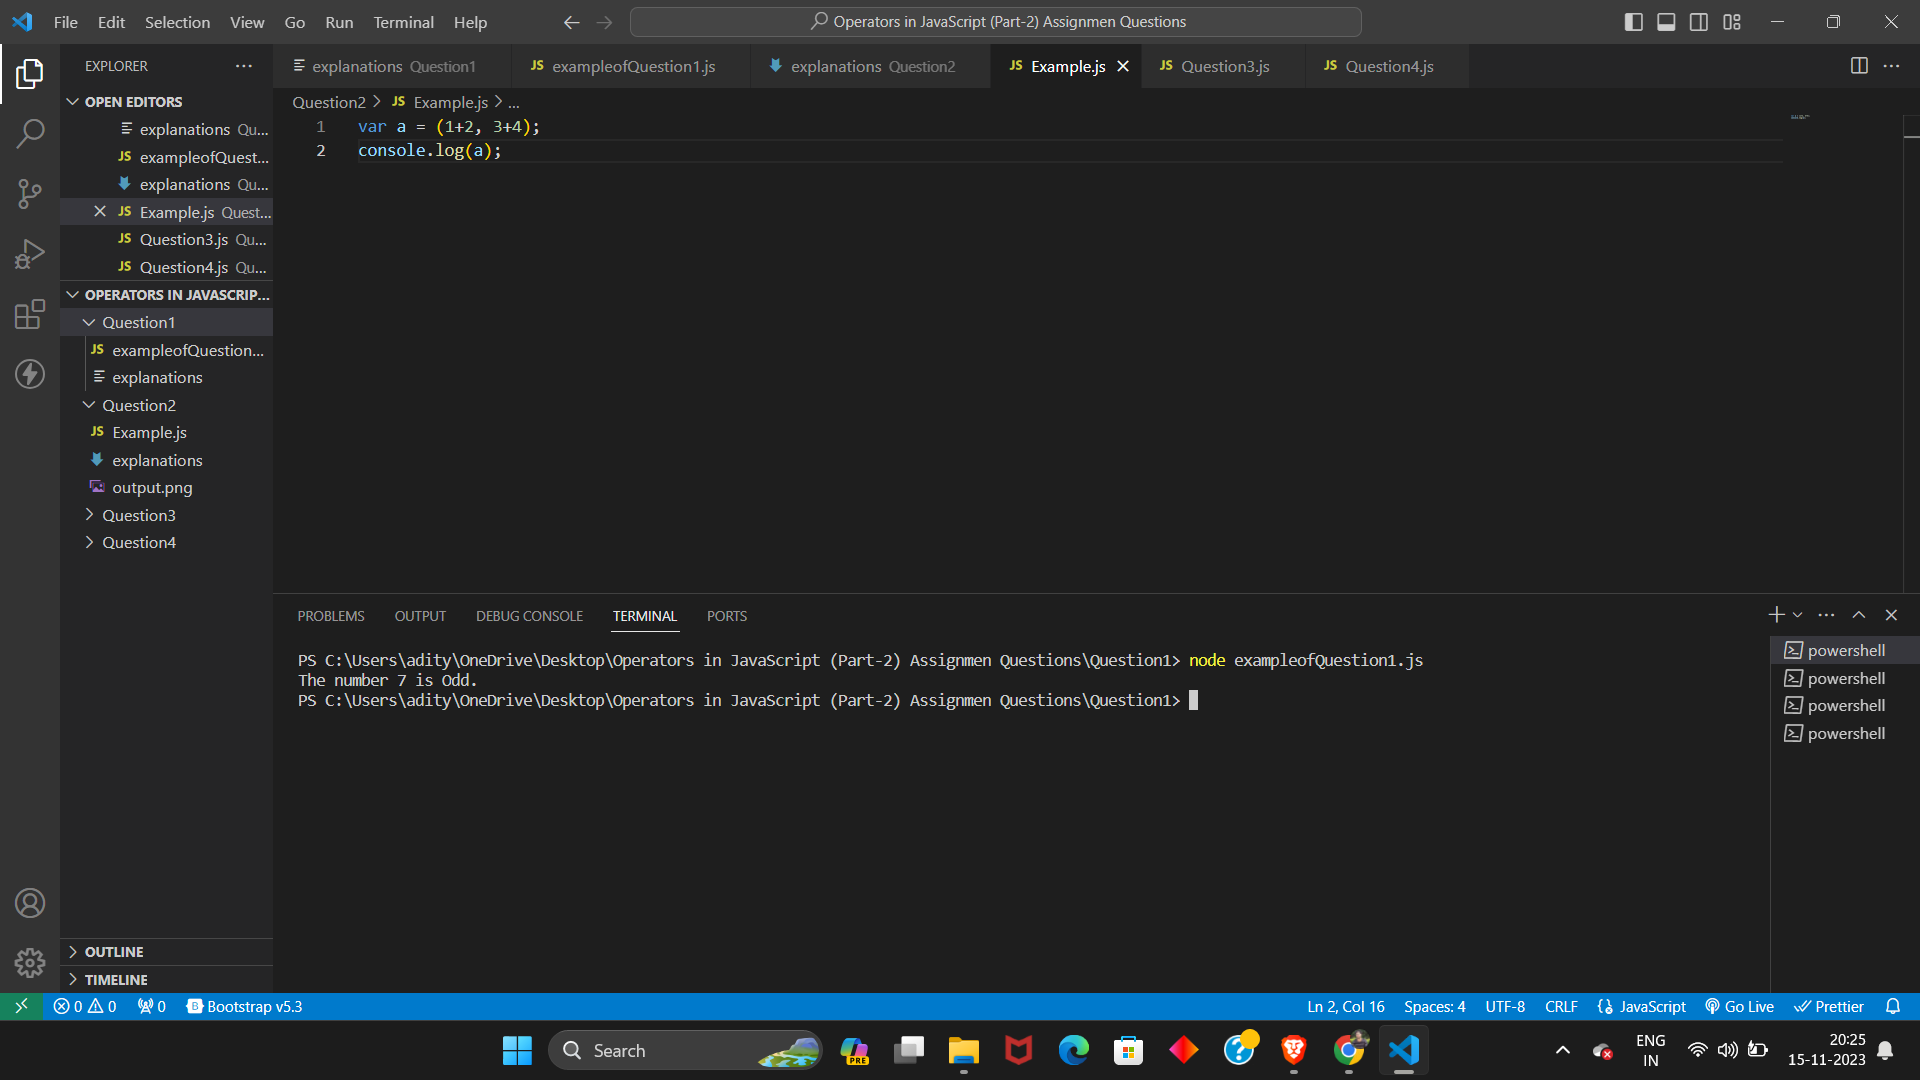 File Edit Selection View Go Run Terminal Help
Operators in JavaScript (Part-2) Assignmen Questions
EXPLORER
OPEN EDITORS
explanations Qu...
JS exampleofQuest...
explanations Qu...
JS Example.js Quest...
JS Question3.js Qu...
JS Question4.js Qu...
OPERATORS IN JAVASCRIP...
Question1
JS exampleofQuestion...
explanations
Question2
JS Example.js
explanations
output.png
Question3
Question4
OUTLINE
TIMELINE
explanations Question1 JS exampleofQuestion1.js explanations Question2 JS Example.js JS Question3.js JS Question4.js
Question2 > JS Example.js > ...
1 var a = (1+2, 3+4);
2 console.log(a);
PROBLEMS OUTPUT DEBUG CONSOLE TERMINAL PORTS
PS C:\Users\adity\OneDrive\Desktop\Operators in JavaScript (Part-2) Assignmen Questions\Question1> node exampleofQuestion1.js
The number 7 is Odd.
PS C:\Users\adity\OneDrive\Desktop\Operators in JavaScript (Part-2) Assignmen Questions\Question1>
powershell
powershell
powershell
powershell
0 0 0 B Bootstrap v5.3 Ln 2, Col 16 Spaces: 4 UTF-8 CRLF {} JavaScript Go Live Prettier
Search PRE ENG IN 20:25 15-11-2023